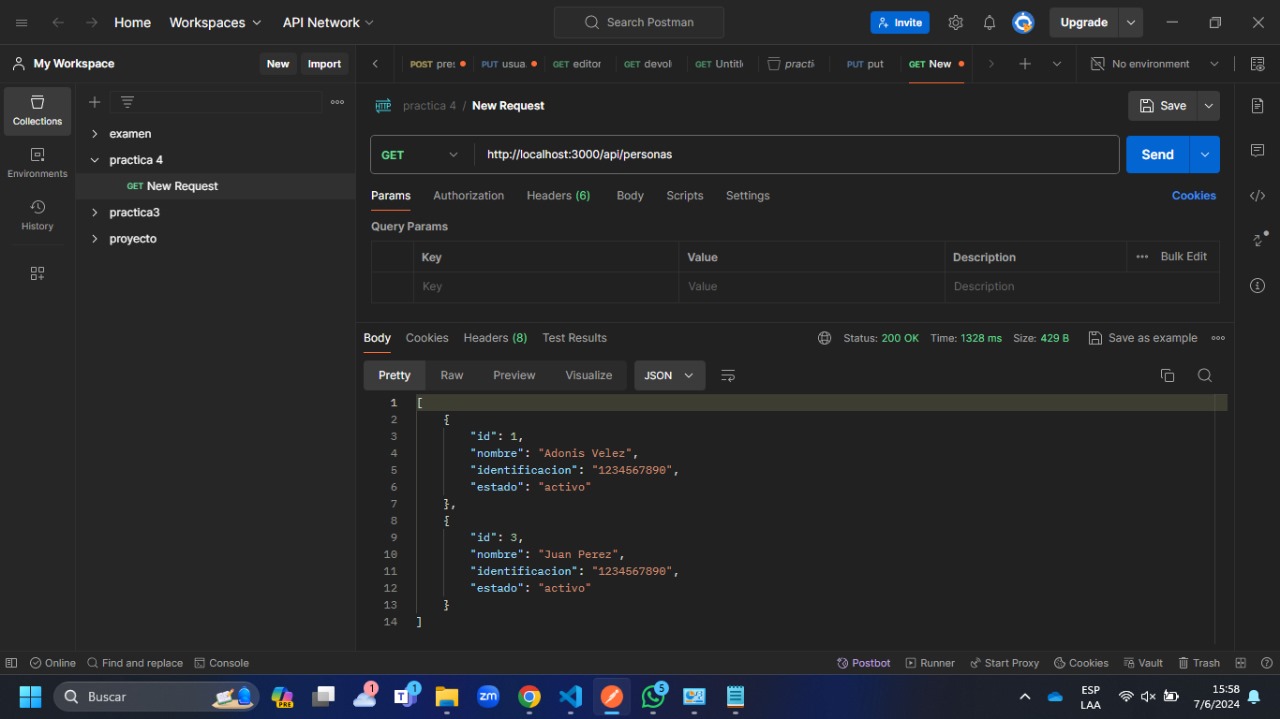 Home Workspaces API Network Search Postman Invite Upgrade
My Workspace New Import POST pres PUT usua GET editor GET devol GET Untitle practi PUT put GET New No environment
Collections
Environments
History
examen
practica 4
GET New Request
practica3
proyecto
HTTP practica 4 / New Request Save
GET http://localhost:3000/api/personas Send
Params Authorization Headers (6) Body Scripts Settings Cookies
Query Params
Key Value Description Bulk Edit
Key Value Description
Body Cookies Headers (8) Test Results Status: 200 OK Time: 1328 ms Size: 429 B Save as example
Pretty Raw Preview Visualize JSON
1 [
2 {
3 "id": 1,
4 "nombre": "Adonis Velez",
5 "identificacion": "1234567890",
6 "estado": "activo"
7 },
8 {
9 "id": 3,
10 "nombre": "Juan Perez",
11 "identificacion": "1234567890",
12 "estado": "activo"
13 }
14 ]
Online Find and replace Console Postbot Runner Start Proxy Cookies Vault Trash
Buscar PRE 1 1 zm 5 ESP LAA 15:58 7/6/2024